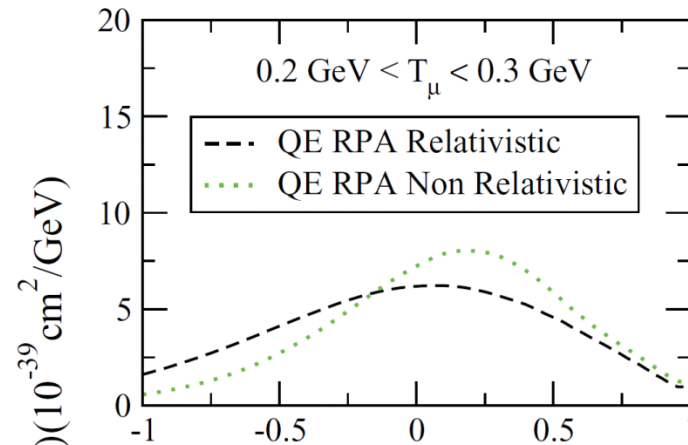 20
0.2 GeV < Tμ < 0.3 GeV
15
QE RPA Relativistic
QE RPA Non Relativistic
10
5
0
-1 -0.5 0 0.5
)(10^-39 cm^2/GeV)